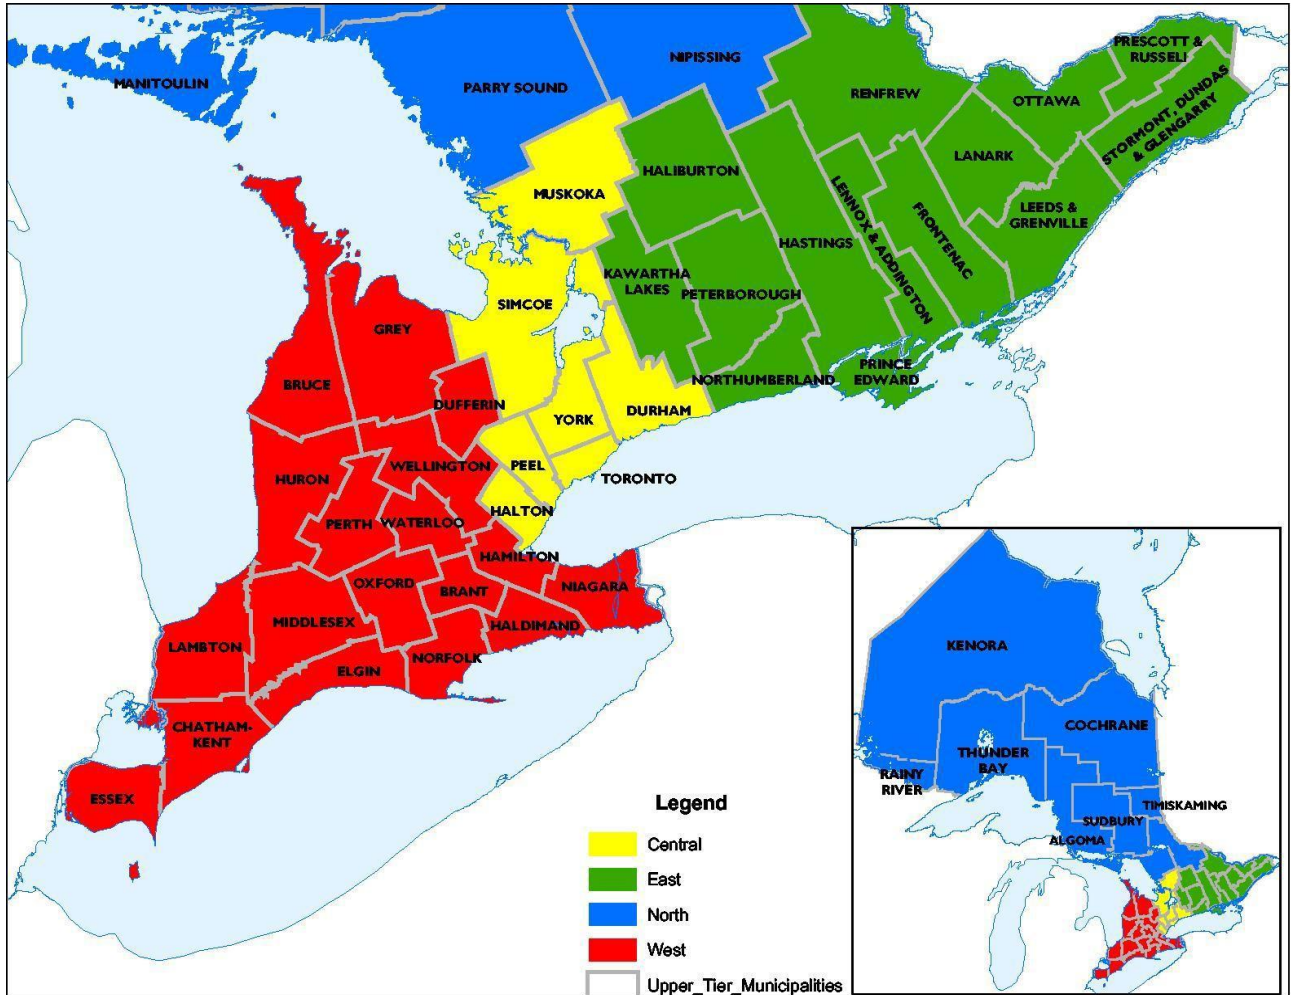 MANITOULIN
PARRY SOUND
NIPISSING
RENFREW
OTTAWA
PRESCOTT &
RUSSELL
STORMONT, DUNDAS
& GLENGARRY
MUSKOKA
HALIBURTON
LANARK
LEEDS &
GRENVILLE
LENNOX & ADDINGTON
FRONTENAC
HASTINGS
KAWARTHA
LAKES
PETERBOROUGH
SIMCOE
GREY
BRUCE
DUFFERIN
NORTHUMBERLAND
PRINCE
EDWARD
YORK
DURHAM
PEEL
TORONTO
HURON
WELLINGTON
PERTH
WATERLOO
HALTON
HAMILTON
OXFORD
BRANT
NIAGARA
MIDDLESEX
HALDIMAND
LAMBTON
ELGIN
NORFOLK
CHATHAM-
KENT
ESSEX
Legend
Central
East
North
West
Upper_Tier_Municipalities
KENORA
COCHRANE
THUNDER
BAY
RAINY
RIVER
TIMISKAMING
SUDBURY
ALGOMA